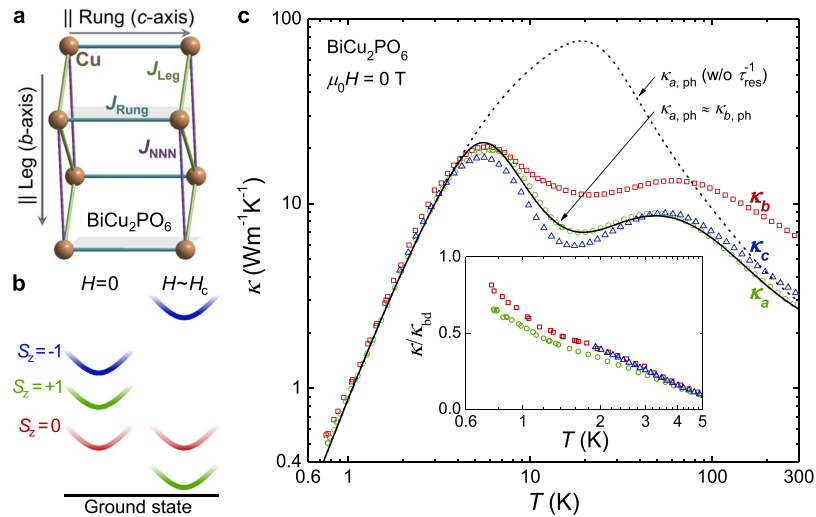 a
|| Rung (c-axis)
Cu
J_Leg
J_Rung
J_NNN
|| Leg (b-axis)
BiCu₂PO₆
b
H=0
H~H_c
S_z=-1
S_z=+1
S_z=0
Ground state
c
BiCu₂PO₆
μ₀H = 0 T
κ_a, ph (w/o τ_res⁻¹)
κ_a, ph ≈ κ_b, ph
κ_b
κ_c
κ_a
κ (Wm⁻¹K⁻¹)
100
10
1
0.4
0.6
1
10
100
300
T (K)
κ/κ_bd
1.0
0.5
0.0
0.6
1
2
3
4
5
T (K)